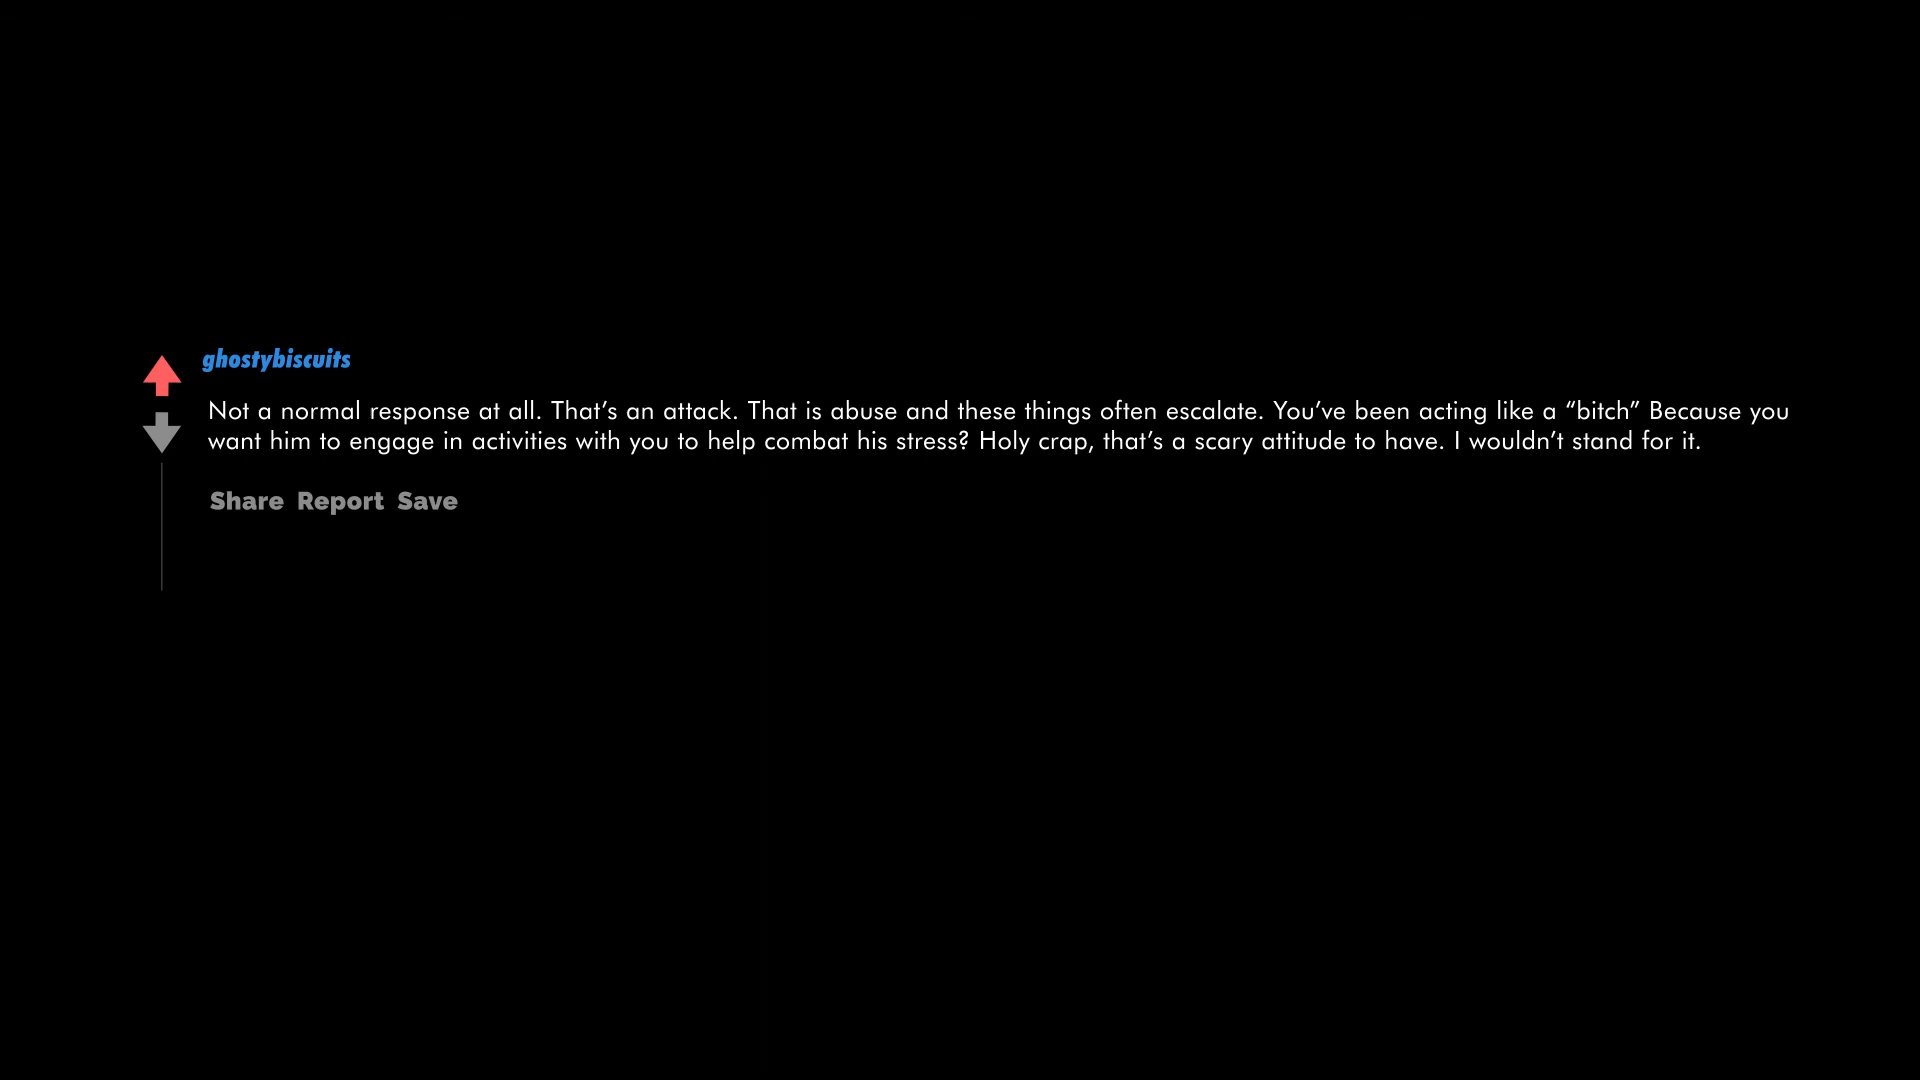 ghostybiscuits
Not a normal response at all. That’s an attack. That is abuse and these things often escalate. You’ve been acting like a “bitch” Because you
want him to engage in activities with you to help combat his stress? Holy crap, that’s a scary attitude to have. I wouldn’t stand for it.
Share Report Save